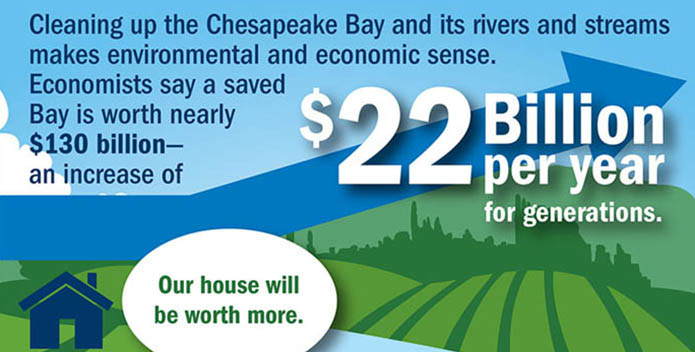 Cleaning up the Chesapeake Bay and its rivers and streams
makes environmental and economic sense.
Economists say a saved
Bay is worth nearly
$130 billion—
an increase of
$22 Billion
per year
for generations.
Our house will
be worth more.